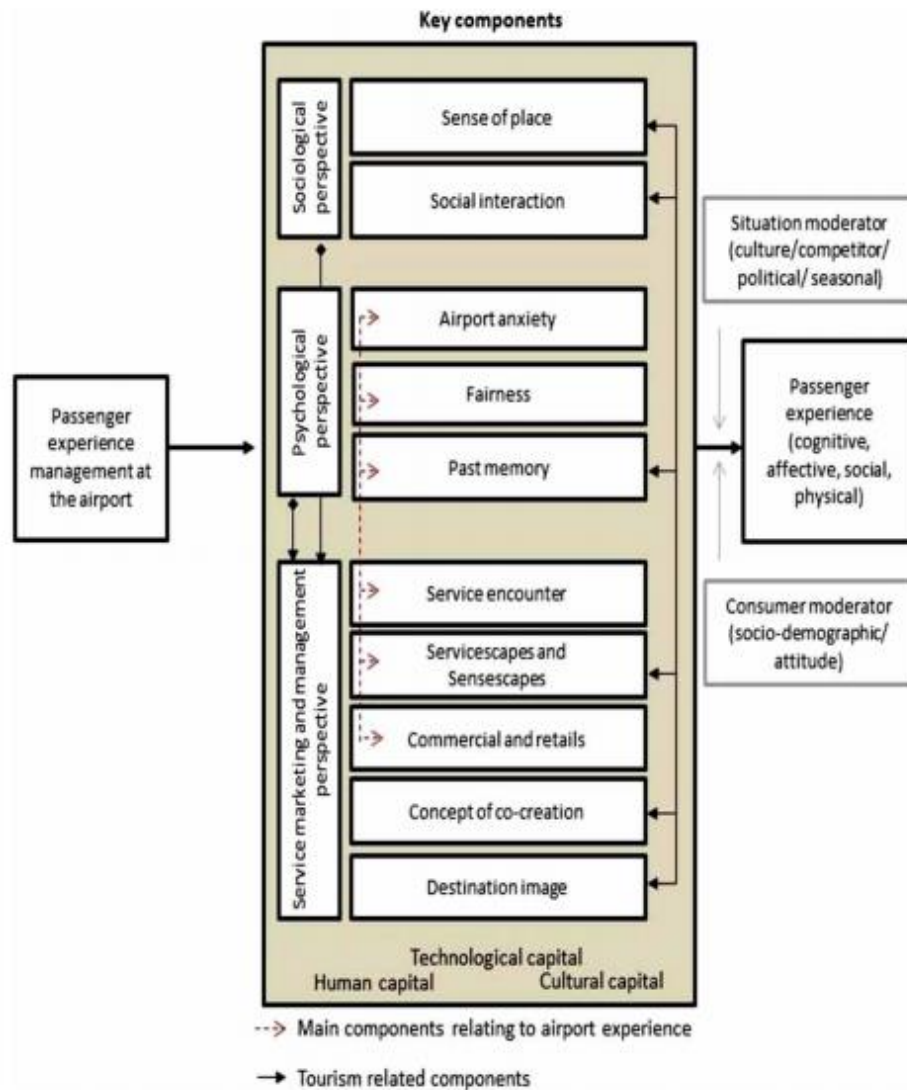 Key components
Sociological
perspective
Sense of place
Social interaction
Psychological
perspective
Airport anxiety
Fairness
Past memory
Service marketing and management
perspective
Service encounter
Servicescapes and
Sensescapes
Commercial and retails
Concept of co-creation
Destination image
Technological capital
Human capital
Cultural capital
Passenger
experience
management at
the airport
Situation moderator
(culture/competitor/
political/ seasonal)
Passenger
experience
(cognitive,
affective, social,
physical)
Consumer moderator
(socio-demographic/
attitude)
Main components relating to airport experience
Tourism related components